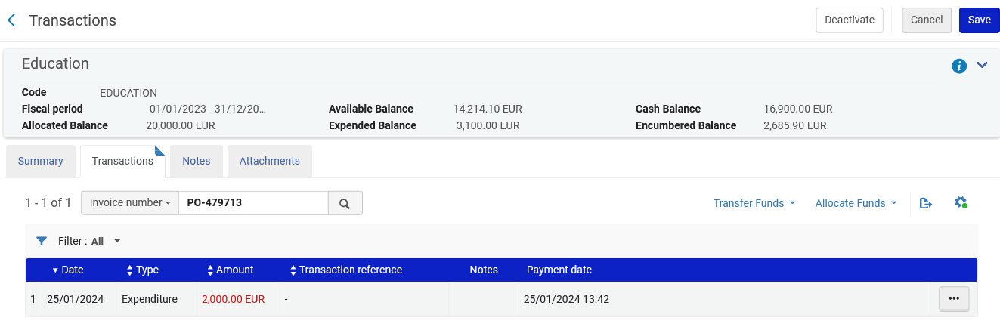 Transactions Deactivate Cancel Save
Education
Code EDUCATION
Fiscal period 01/01/2023 - 31/12/20... Available Balance 14,214.10 EUR Cash Balance 16,900.00 EUR
Allocated Balance 20,000.00 EUR Expended Balance 3,100.00 EUR Encumbered Balance 2,685.90 EUR
Summary Transactions Notes Attachments
1 - 1 of 1 Invoice number PO-479713 Transfer Funds Allocate Funds
Filter : All
Date Type Amount Transaction reference Notes Payment date
1 25/01/2024 Expenditure 2,000.00 EUR - 25/01/2024 13:42 ...